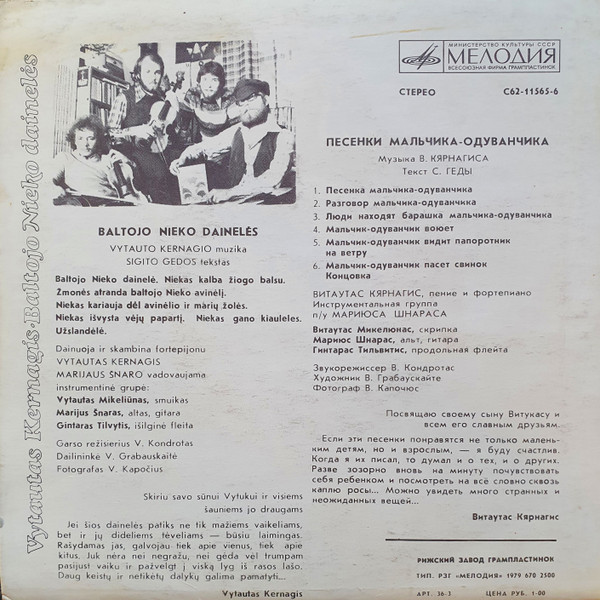 Vytautas Kernagis·Baltojo Nieko dainelės
МИНИСТЕРСТВО КУЛЬТУРЫ СССР
МЕЛОДИЯ
ВСЕСОЮЗНАЯ ФИРМА ГРАМПЛАСТИНОК
СТЕРЕО С62-11565-6
BALTOJO NIEKO DAINELĖS
VYTAUTO KERNAGIO muzika
SIGITO GEDOS tekstas
Baltojo Nieko dainelė. Niekas kalba žiogo balsu.
Žmonės atranda baltojo Nieko avinėlį.
Niekas kariauja dėl avinėlio ir marių žolės.
Niekas išvysta vėjų papartį. Niekas gano kiauleles.
Užslandėlė.
Dainuoja ir skambina fortepijonu
VYTAUTAS KERNAGIS
MARIJAUS ŠNARO vadovaujama
instrumentinė grupė:
Vytautas Mikeliūnas, smuikas
Marijus Šnaras, altas, gitara
Gintaras Tilvytis, išilginė fleita
Garso režisierius V. Kondrotas
Dailininkė V. Grabauskaitė
Fotografas V. Kapočius
Skiriu savo sūnui Vytukui ir visiems
šauniems jo draugams
Jei šios dainelės patiks ne tik mažiems vaikeliams,
bet ir jų dideliems tėveliams — būsiu laimingas.
Rašydamas jas, galvojau tiek apie vienus, tiek apie
kitus. Juk nėra nei negražu, nei gėda vėl trumpam
pasijust vaiku ir pažvelgt į viską lyg iš rasos lašo.
Daug keistų ir netikėtų dalykų galima pamatyti...
Vytautas Kernagis
ПЕСЕНКИ МАЛЬЧИКА-ОДУВАНЧИКА
Музыка В. КЯРНАГИСА
Текст С. ГЕДЫ
1. Песенка мальчика-одуванчика
2. Разговор мальчика-одуванчика
3. Люди находят барашка мальчика-одуванчика
4. Мальчик-одуванчик воюет
5. Мальчик-одуванчик видит папоротник
на ветру
6. Мальчик-одуванчик пасет свинок
Концовка
ВИТАУТАС КЯРНАГИС, пение и фортепиано
Инструментальная группа
п/у МАРИЮСА ШНАРАСА
Витаутас Микелюнас, скрипка
Мариюс Шнарас, альт, гитара
Гинтарас Тильвитис, продольная флейта
Звукорежиссер В. Кондротас
Художник В. Грабаускайте
Фотограф В. Капочюс
Посвящаю своему сыну Витукасу и
всем его славным друзьям.
Если эти песенки понравятся не только малень-
ким детям, но и взрослым, — я буду счастлив.
Когда я их писал, то думал и о тех, и о других.
Разве зазорно вновь на минуту почувствовать
себя ребенком и посмотреть на всё словно сквозь
каплю росы... Можно увидеть много странных и
неожиданных вещей...
Витаутас Кярнагис
РИЖСКИЙ ЗАВОД ГРАМПЛАСТИНОК
ТИП. РЗГ «МЕЛОДИЯ» 1979 670 2500
АРТ. 36-3 ЦЕНА РУБ. 1-00